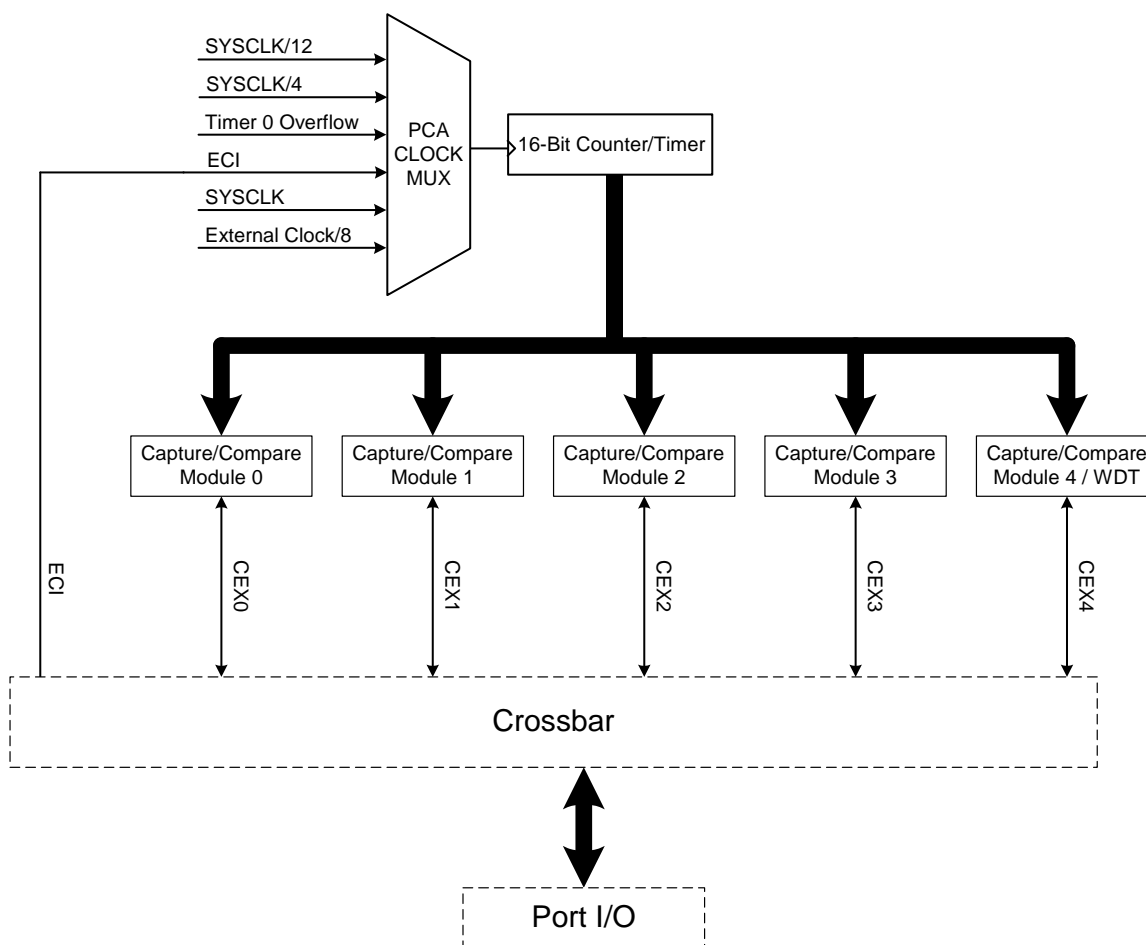 SYSCLK/12
SYSCLK/4
Timer 0 Overflow
ECI
SYSCLK
External Clock/8
PCA
CLOCK
MUX
16-Bit Counter/Timer
Capture/Compare
Module 0
Capture/Compare
Module 1
Capture/Compare
Module 2
Capture/Compare
Module 3
Capture/Compare
Module 4 / WDT
ECI
CEX0
CEX1
CEX2
CEX3
CEX4
Crossbar
Port I/O